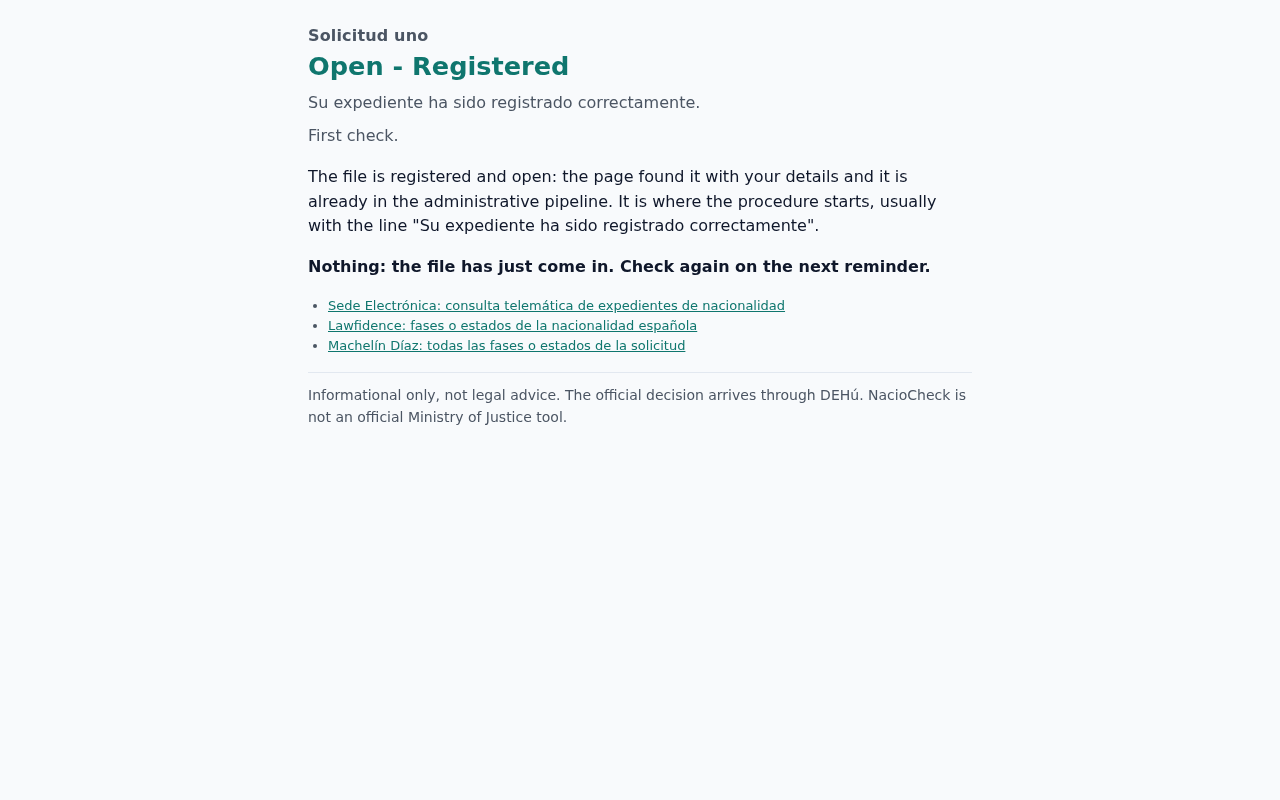 Solicitud uno
Open - Registered
Su expediente ha sido registrado correctamente.
First check.
The file is registered and open: the page found it with your details and it is
already in the administrative pipeline. It is where the procedure starts, usually
with the line "Su expediente ha sido registrado correctamente".
Nothing: the file has just come in. Check again on the next reminder.
• Sede Electrónica: consulta telemática de expedientes de nacionalidad
• Lawfidence: fases o estados de la nacionalidad española
• Machelín Díaz: todas las fases o estados de la solicitud
Informational only, not legal advice. The official decision arrives through DEHú. NacioCheck is
not an official Ministry of Justice tool.